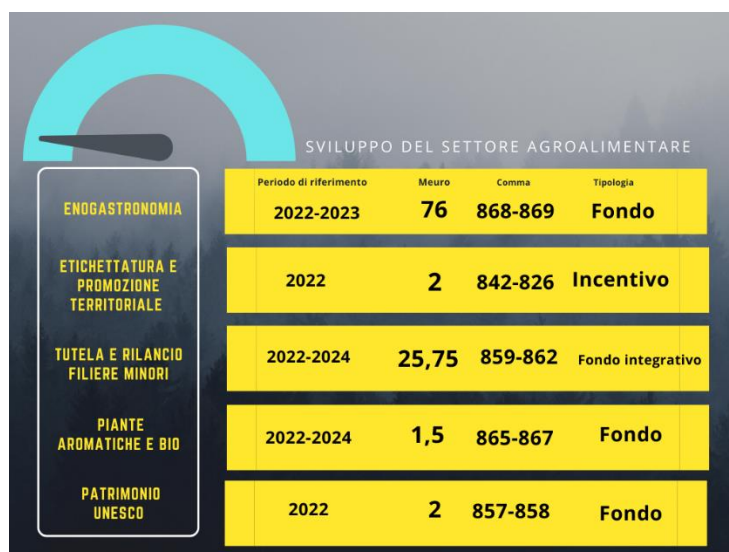 SVILUPPO DEL SETTORE AGROALIMENTARE
Periodo di riferimento Meuro Comma Tipologia
ENOGASTRONOMIA 2022-2023 76 868-869 Fondo
ETICHETTATURA E
PROMOZIONE
TERRITORIALE
2022 2 842-826 Incentivo
TUTELA E RILANCIO
FILIERE MINORI
2022-2024 25,75 859-862 Fondo integrativo
PIANTE
AROMATICHE E BIO
2022-2024 1,5 865-867 Fondo
PATRIMONIO
UNESCO
2022 2 857-858 Fondo